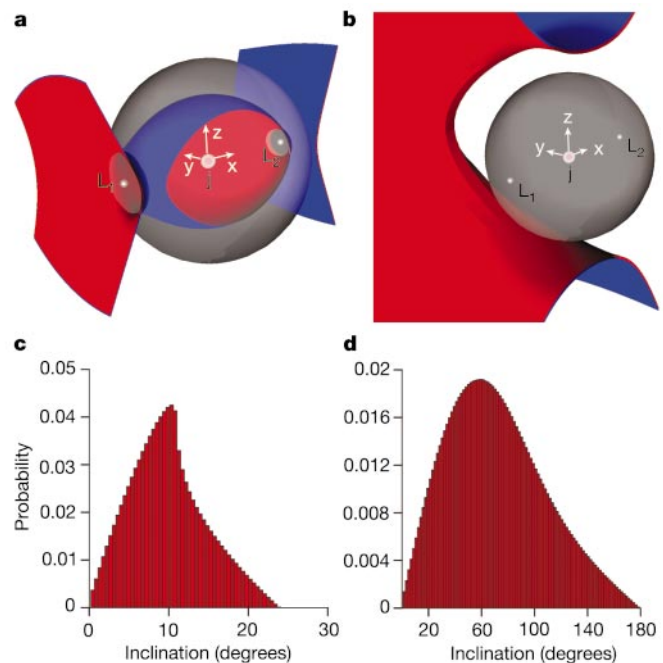 a
z
y
x
J
L1
L2
b
z
y
x
J
L1
L2
c
0.05
0.04
0.03
0.02
0.01
0
Probability
0 10 20 30
Inclination (degrees)
d
0.02
0.016
0.012
0.008
0.004
0
20 60 100 140 180
Inclination (degrees)